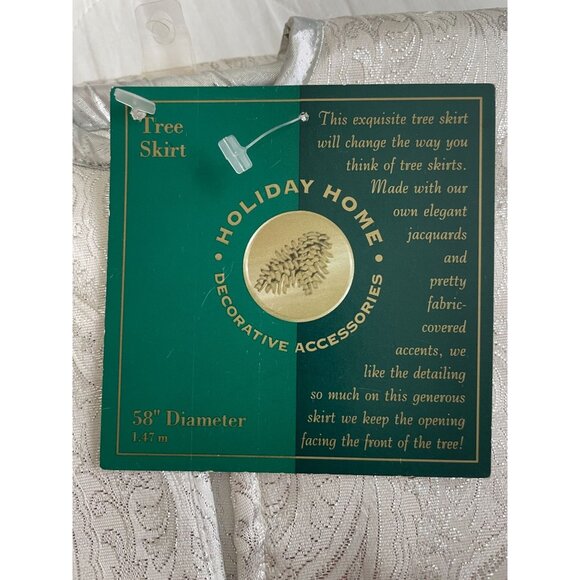 Tree
Skirt
HOLIDAY HOME
• DECORATIVE ACCESSORIES •
58" Diameter
1.47 m
This exquisite tree skirt
will change the way you
think of tree skirts.
Made with our
own elegant
jacquards
and
pretty
fabric-
covered
accents, we
like the detailing
so much on this generous
skirt we keep the opening
facing the front of the tree!